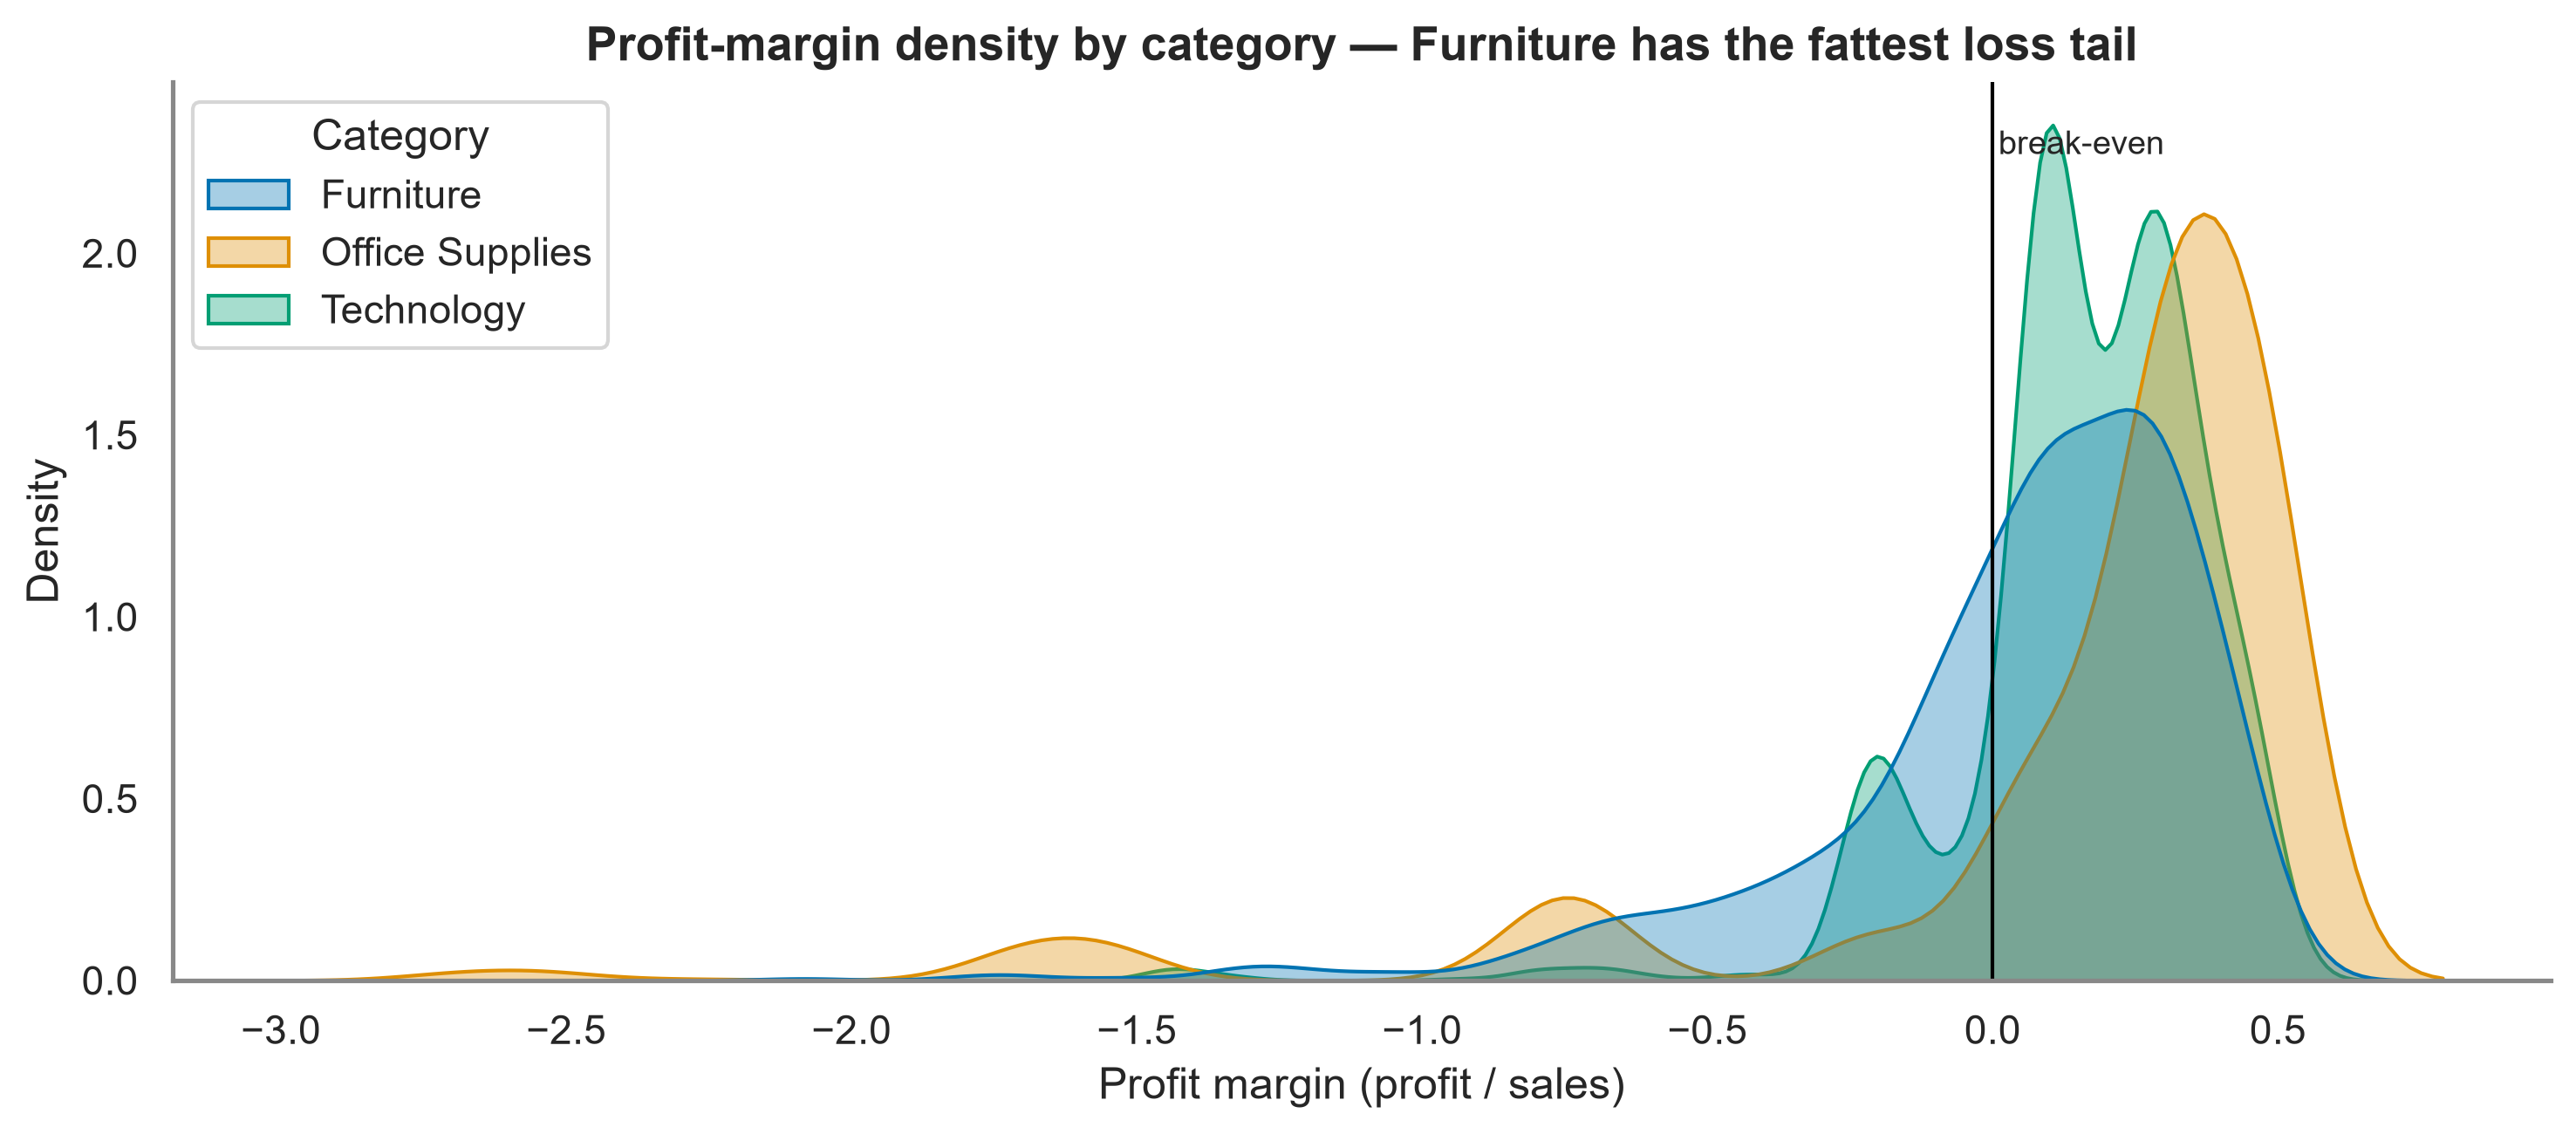 Profit-margin density by category — Furniture has the fattest loss tail
Category
Furniture
Office Supplies
Technology
break-even
Density
2.0
1.5
1.0
0.5
0.0
−3.0
−2.5
−2.0
−1.5
−1.0
−0.5
0.0
0.5
Profit margin (profit / sales)